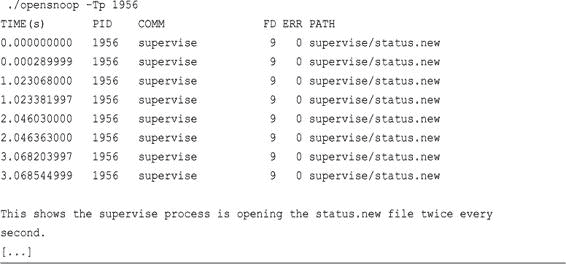 ./opensnoop -Tp 1956
TIME(s) PID COMM FD ERR PATH
0.000000000 1956 supervise 9 0 supervise/status.new
0.000289999 1956 supervise 9 0 supervise/status.new
1.023068000 1956 supervise 9 0 supervise/status.new
1.023381997 1956 supervise 9 0 supervise/status.new
2.046030000 1956 supervise 9 0 supervise/status.new
2.046363000 1956 supervise 9 0 supervise/status.new
3.068203997 1956 supervise 9 0 supervise/status.new
3.068544999 1956 supervise 9 0 supervise/status.new
This shows the supervise process is opening the status.new file twice every
second.
[...]